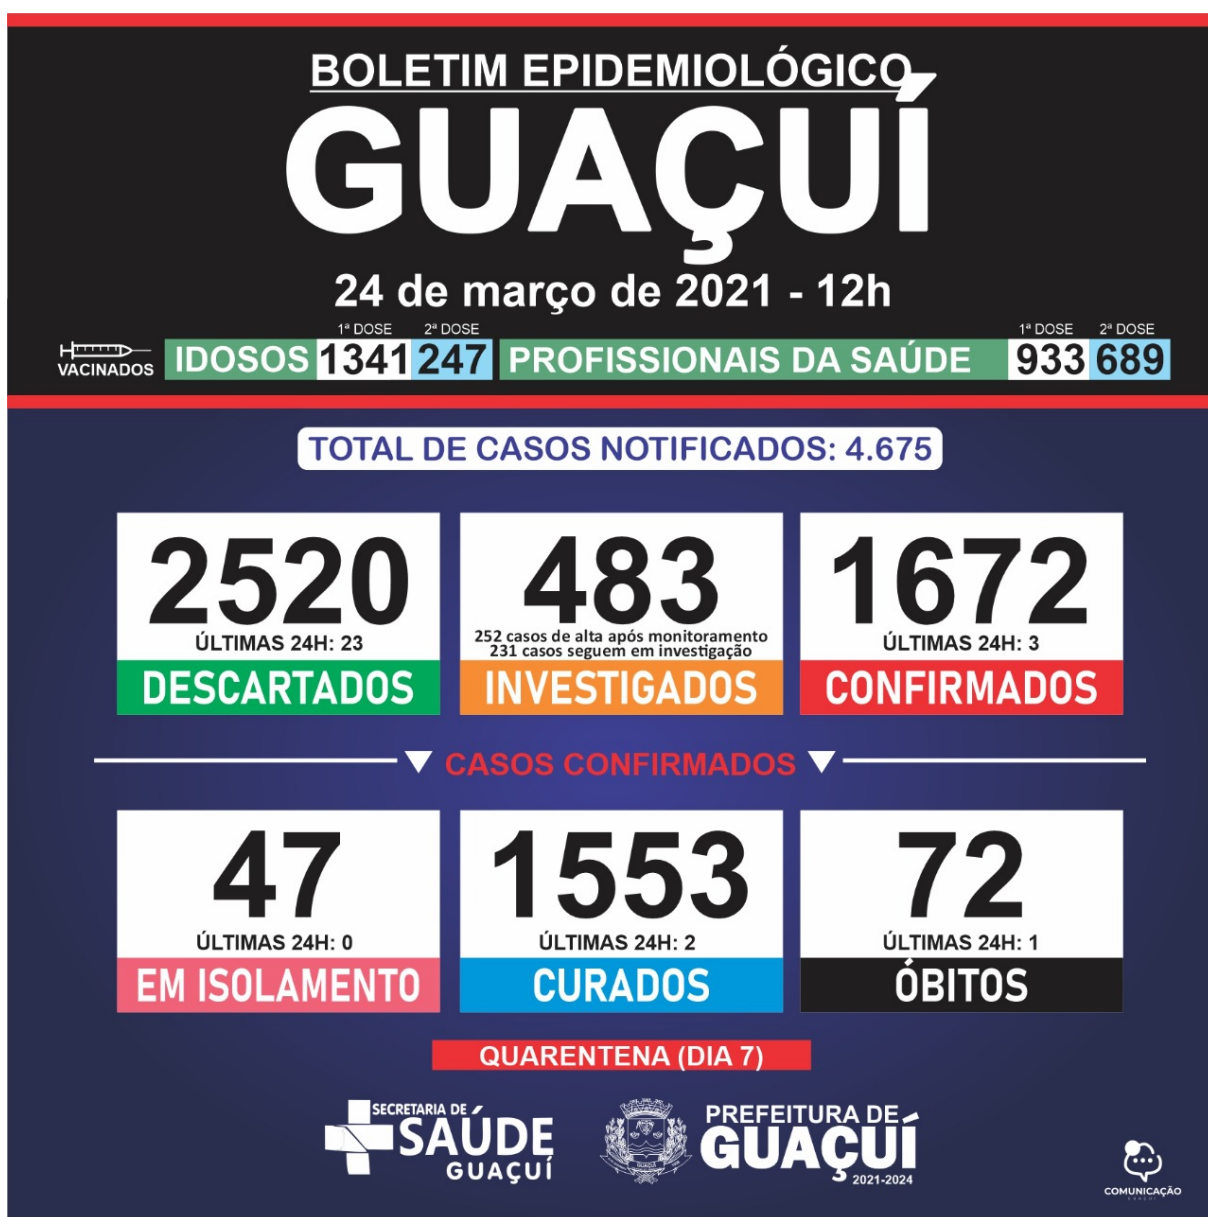 BOLETIM EPIDEMIOLÓGICO
GUAÇUÍ
24 de março de 2021 - 12h
1ª DOSE 2ª DOSE 1ª DOSE 2ª DOSE
VACINADOS IDOSOS 1341 247 PROFISSIONAIS DA SAÚDE 933 689
TOTAL DE CASOS NOTIFICADOS: 4.675
2520
ÚLTIMAS 24H: 23
DESCARTADOS
483
252 casos de alta após monitoramento
231 casos seguem em investigação
INVESTIGADOS
1672
ÚLTIMAS 24H: 3
CONFIRMADOS
CASOS CONFIRMADOS
47
ÚLTIMAS 24H: 0
EM ISOLAMENTO
1553
ÚLTIMAS 24H: 2
CURADOS
72
ÚLTIMAS 24H: 1
ÓBITOS
QUARENTENA (DIA 7)
SECRETARIA DE
SAÚDE
GUAÇUÍ
PREFEITURA DE
GUAÇUÍ
2021-2024
COMUNICAÇÃO